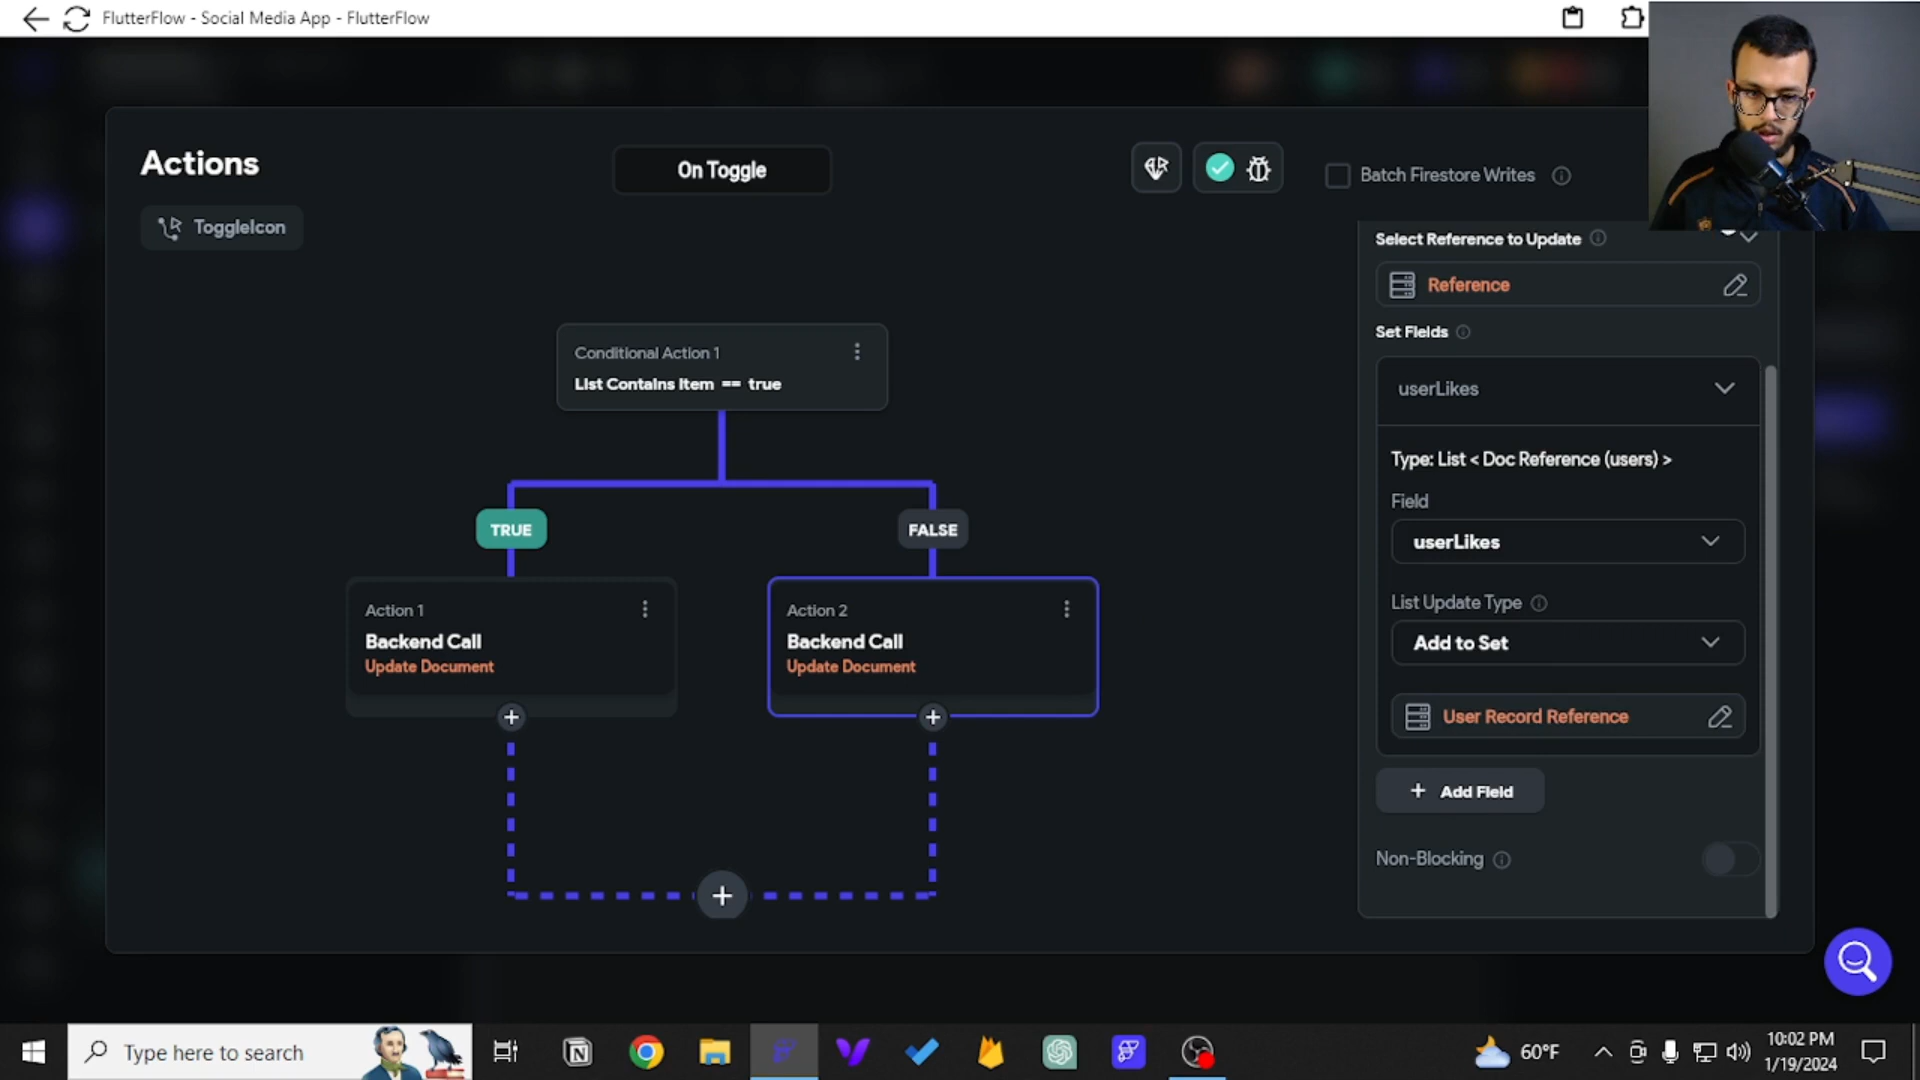 FlutterFlow - Social Media App - FlutterFlow
Actions
On Toggle
Batch Firestore Writes
ToggleIcon
Select Reference to Update
Reference
Set Fields
Conditional Action 1
List Contains Item == true
userLikes
Type: List < Doc Reference (users) >
Field
TRUE
FALSE
userLikes
Action 1
Backend Call
Update Document
Action 2
Backend Call
Update Document
List Update Type
Add to Set
User Record Reference
+ Add Field
Non-Blocking
Type here to search
60°F
10:02 PM
1/19/2024